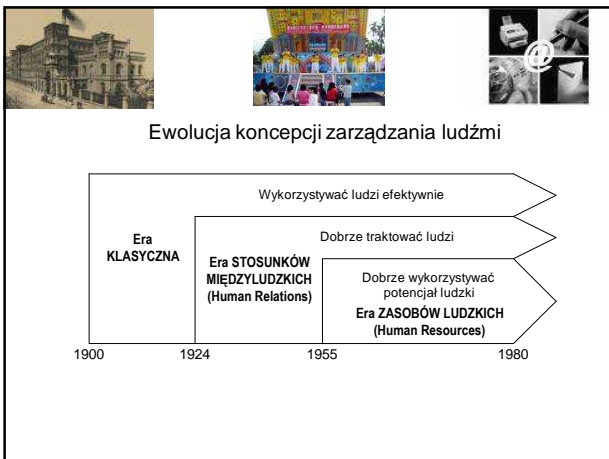 @
Ewolucja koncepcji zarządzania ludźmi
Wykorzystywać ludzi efektywnie
Era
KLASYCZNA
Dobrze traktować ludzi
Era STOSUNKÓW
MIĘDZYLUDZKICH
(Human Relations)
Dobrze wykorzystywać
potencjał ludzki
Era ZASOBÓW LUDZKICH
(Human Resources)
1900
1924
1955
1980